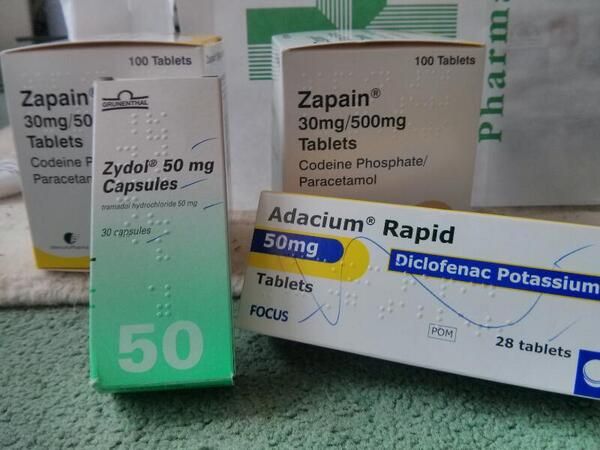 Pharm
100 Tablets
Zapain
30mg/50
Tablets
Codeine P
Paracetamol
100 Tablets
Zapain®
30mg/500mg
Tablets
Codeine Phosphate/
Paracetamol
GRUNENTHAL
Zydol® 50 mg
Capsules
tramadol hydrochloride 50 mg
30 capsules
50
Adacium® Rapid
50mg
Diclofenac Potassium
Tablets
FOCUS
POM
28 tablets